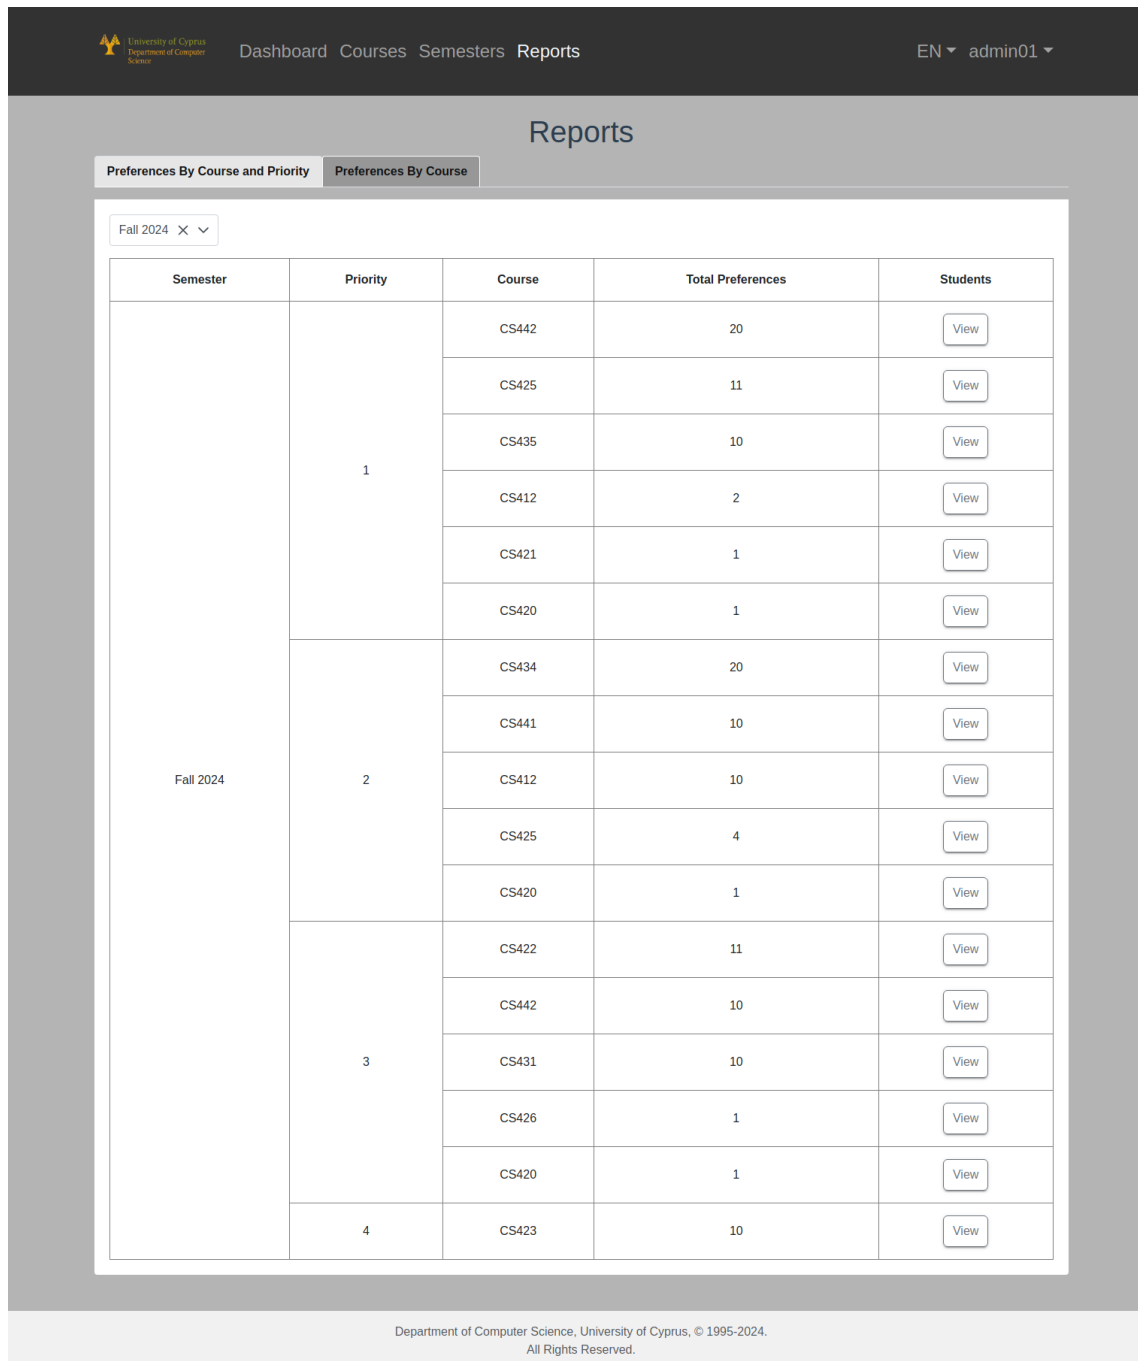 University of Cyprus
Department of Computer
Science
Dashboard Courses Semesters Reports
EN admin01
Reports
Preferences By Course and Priority Preferences By Course
Fall 2024
Semester Priority Course Total Preferences Students
Fall 2024
1
CS442 20 View
CS425 11 View
CS435 10 View
CS412 2 View
CS421 1 View
CS420 1 View
2
CS434 20 View
CS441 10 View
CS412 10 View
CS425 4 View
CS420 1 View
3
CS422 11 View
CS442 10 View
CS431 10 View
CS426 1 View
CS420 1 View
4 CS423 10 View
Department of Computer Science, University of Cyprus, © 1995-2024.
All Rights Reserved.